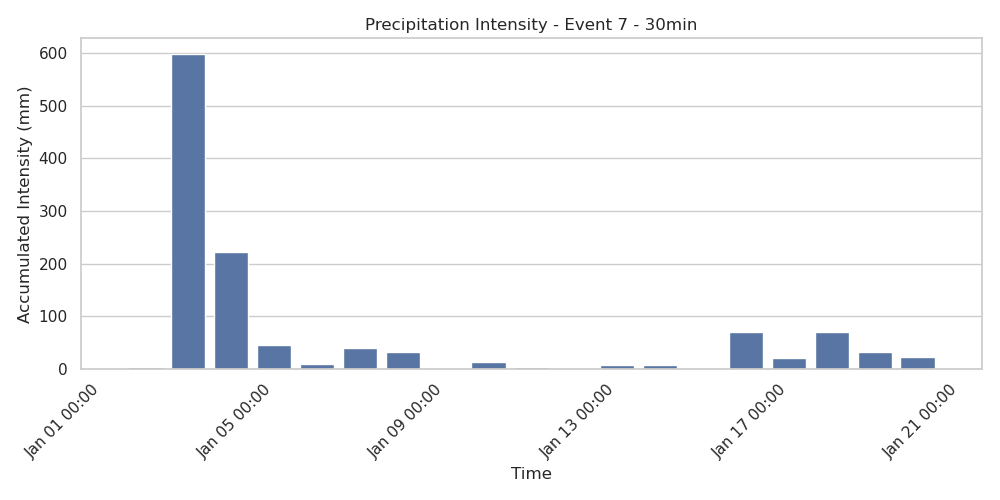 Precipitation Intensity - Event 7 - 30min
Accumulated Intensity (mm)
600
500
400
300
200
100
0
Jan 01 00:00
Jan 05 00:00
Jan 09 00:00
Jan 13 00:00
Jan 17 00:00
Jan 21 00:00
Time